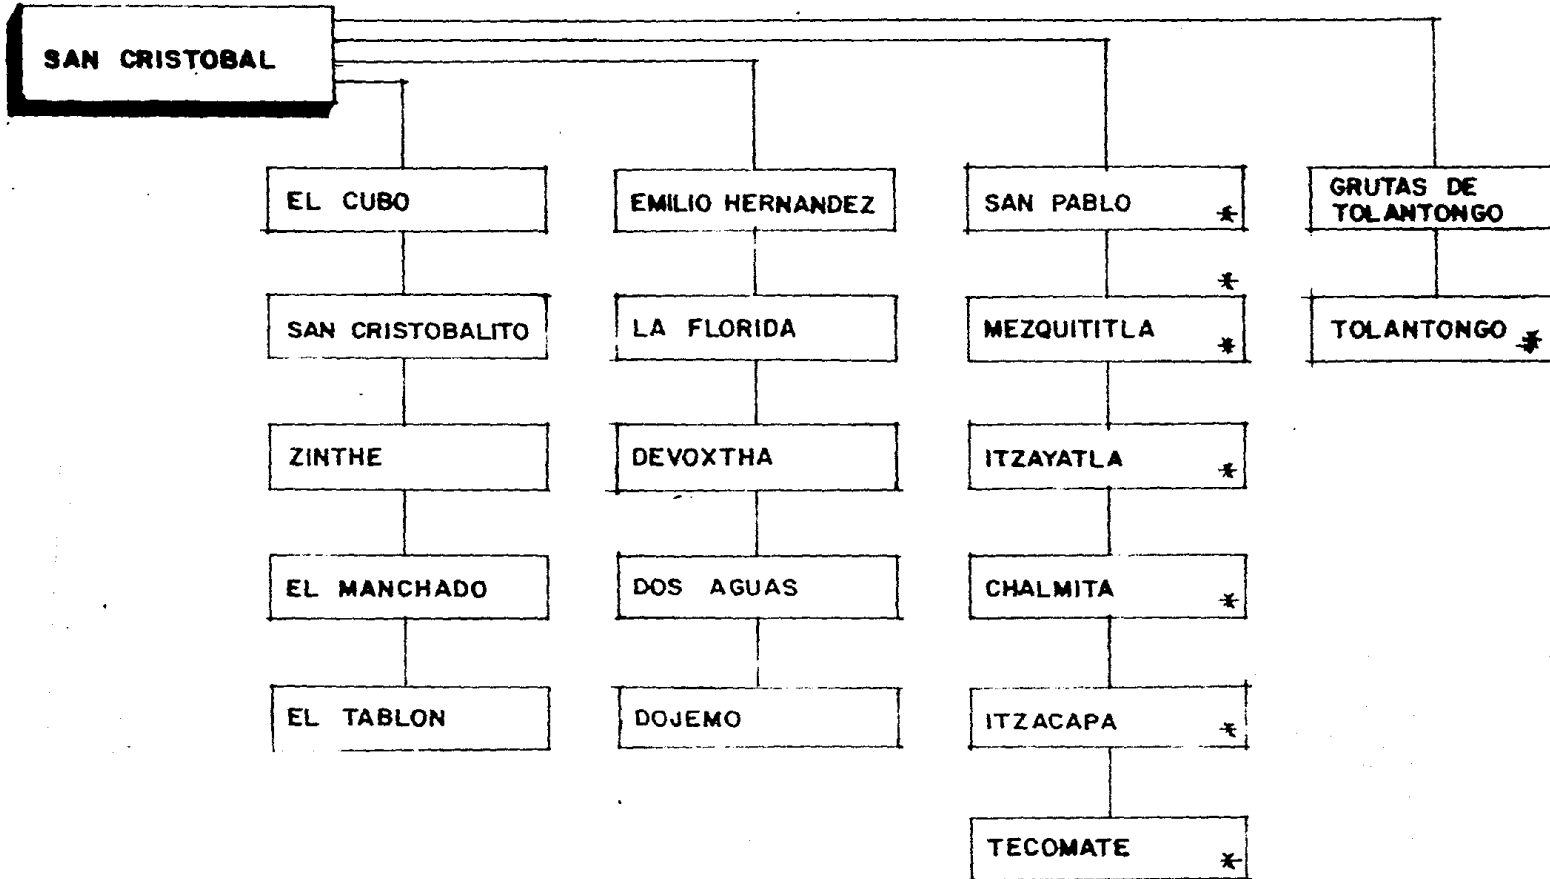 SAN CRISTOBAL
EL CUBO
SAN CRISTOBALITO
ZINTHE
EL MANCHADO
EL TABLON
EMILIO HERNANDEZ
LA FLORIDA
DEVOXTHA
DOS AGUAS
DOJEMO
SAN PABLO *
*
MEZQUITITLA *
ITZAYATLA *
CHALMITA *
ITZACAPA *
TECOMATE *
GRUTAS DE
TOLANTONGO
TOLANTONGO *